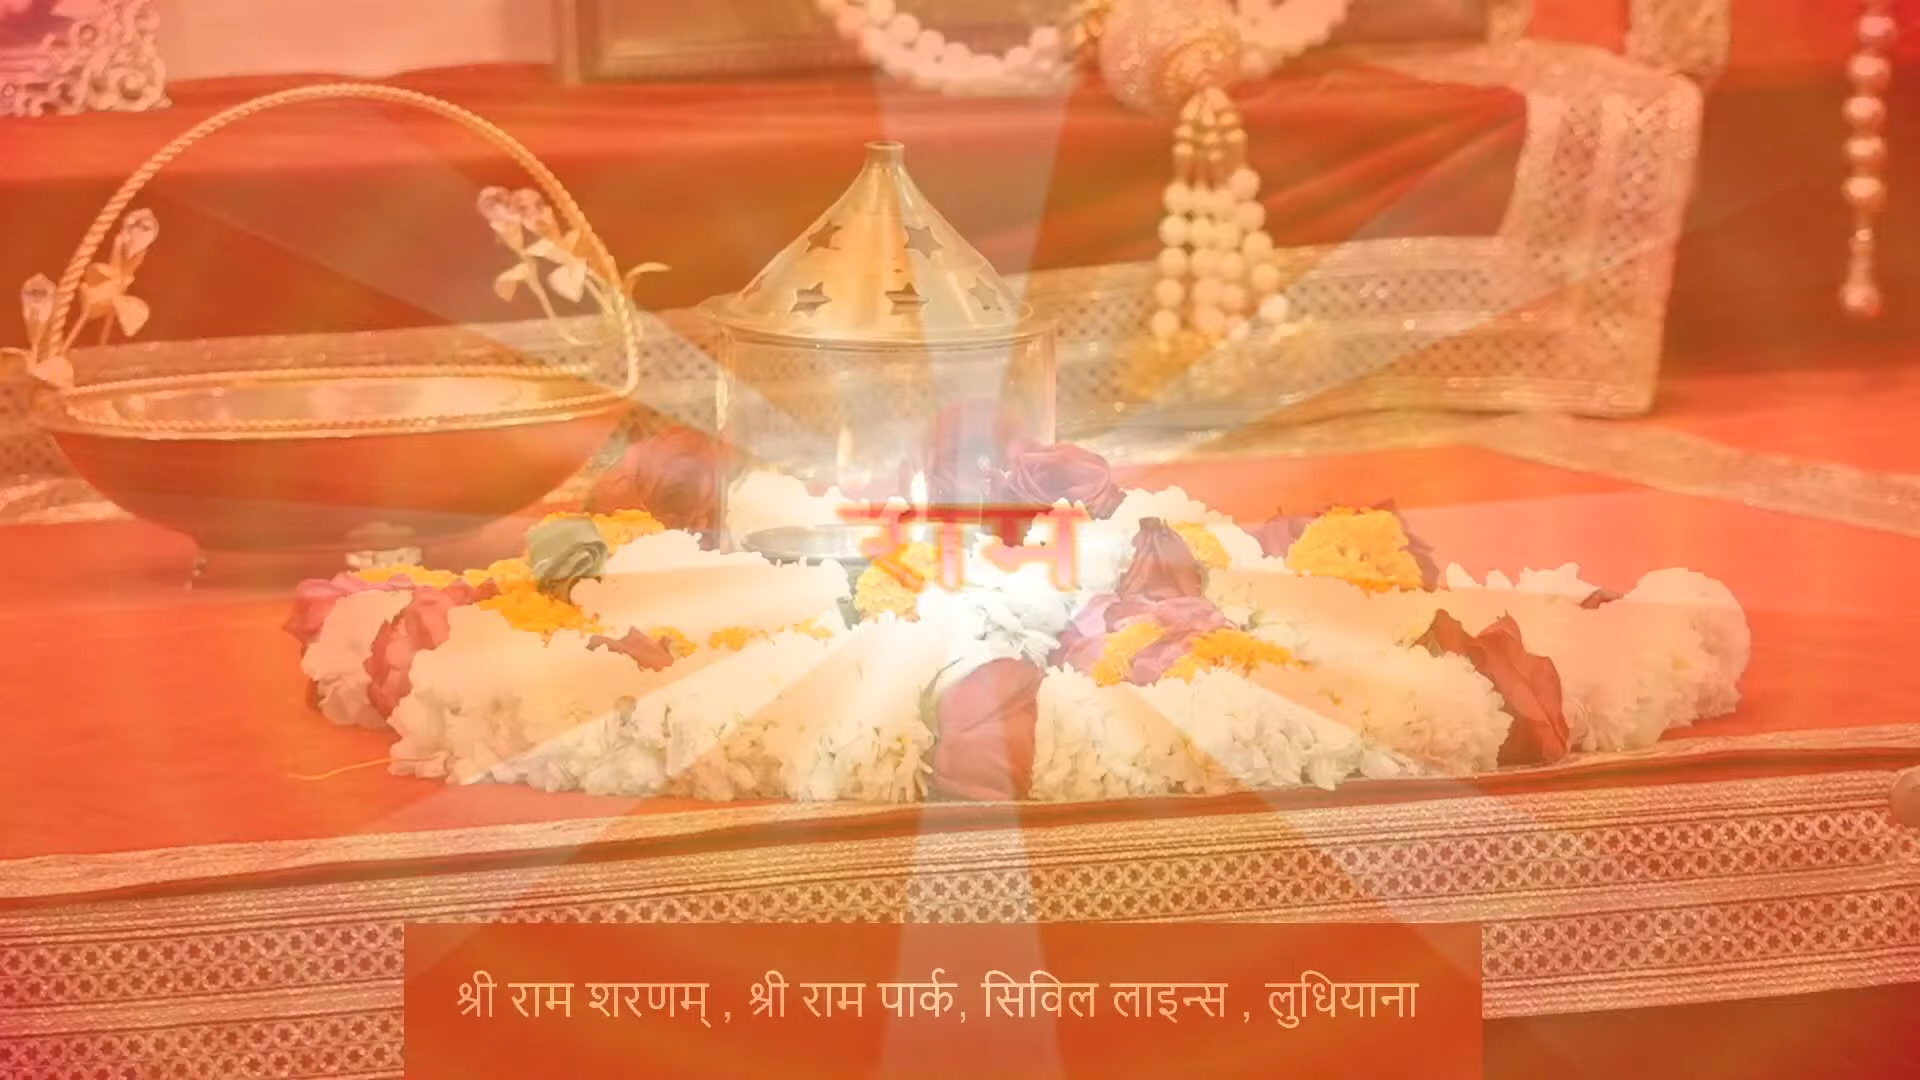 राम
श्री राम शरणम् , श्री राम पार्क, सिविल लाइन्स , लुधियाना